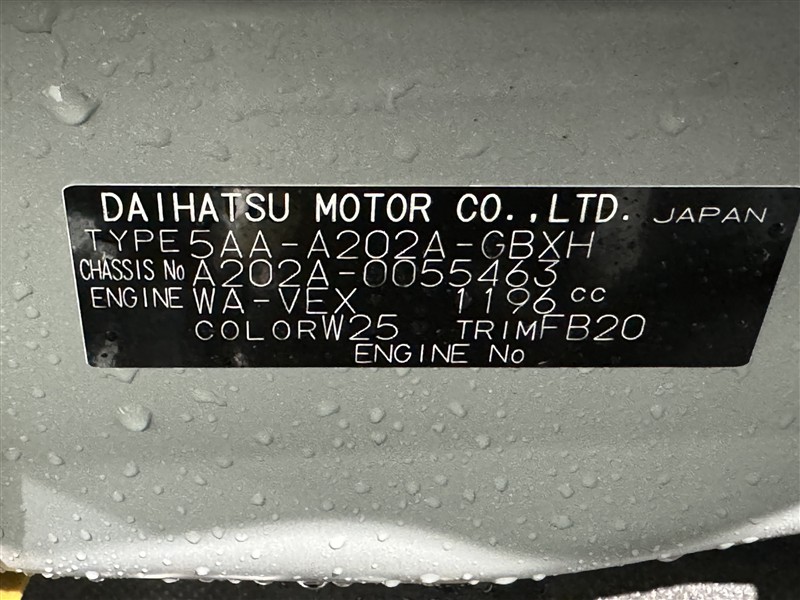 DAIHATSU MOTOR CO.,LTD. JAPAN
TYPE 5AA-A202A-GBXH
CHASSIS No A202A-0055463
ENGINE WA-VEX 1196 cc
COLOR W25 TRIM FB20
ENGINE No